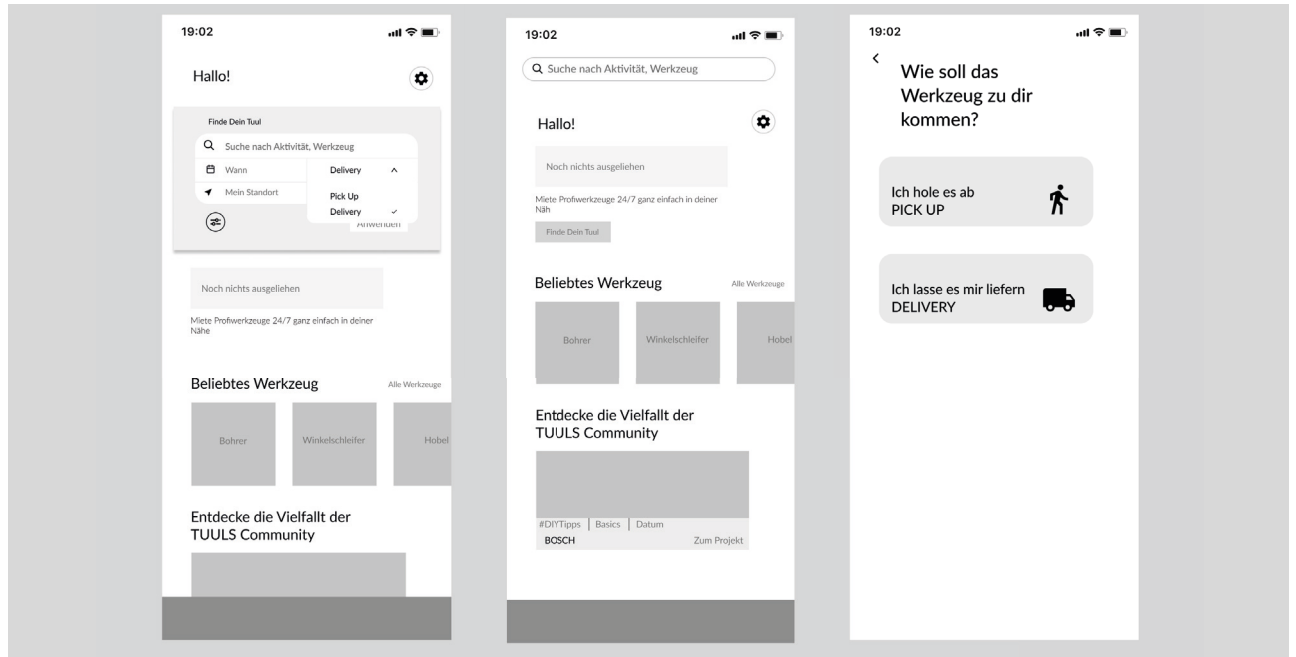 19:02
Hallo!
Finde Dein Tuul
Suche nach Aktivität, Werkzeug
Wann
Delivery
Mein Standort
Pick Up
Delivery
Anwenden
Noch nichts ausgeliehen
Miete Profiwerkzeuge 24/7 ganz einfach in deiner
Nähe
Beliebtes Werkzeug
Alle Werkzeuge
Bohrer
Winkelschleifer
Hobel
Entdecke die Vielfallt der
TUULS Community
19:02
Suche nach Aktivität, Werkzeug
Hallo!
Noch nichts ausgeliehen
Miete Profiwerkzeuge 24/7 ganz einfach in deiner
Näh
Finde Dein Tuul
Beliebtes Werkzeug
Alle Werkzeuge
Bohrer
Winkelschleifer
Hobel
Entdecke die Vielfallt der
TUULS Community
#DIYTipps | Basics | Datum
BOSCH
Zum Projekt
19:02
Wie soll das
Werkzeug zu dir
kommen?
Ich hole es ab
PICK UP
Ich lasse es mir liefern
DELIVERY